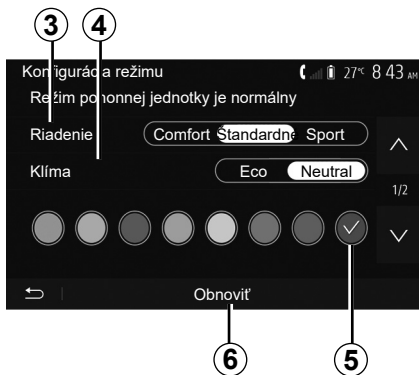 3 4
Konfigurácia režimu 27°C 8 43 AM
Režim pohonnej jednotky je normálny
Riadenie Comfort Štandardne Sport
Klíma Eco Neutral
1/2
Obnoviť
6 5